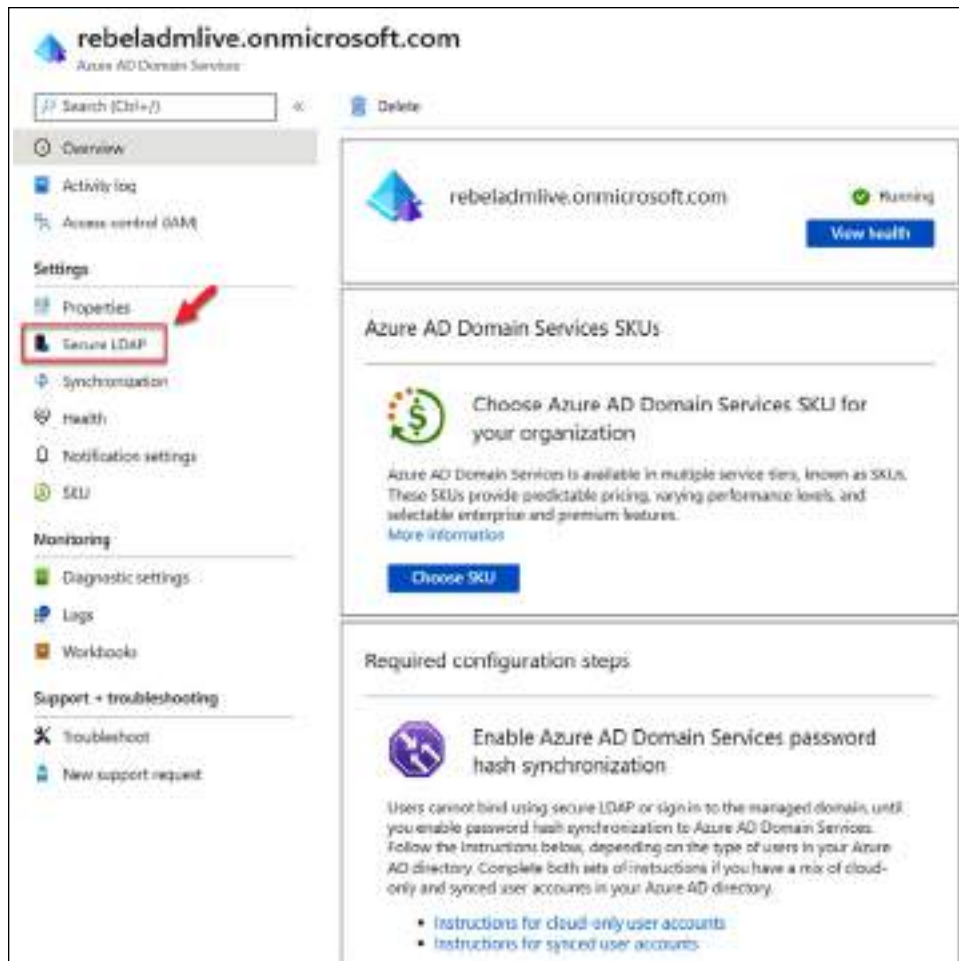 rebeladmlive.onmicrosoft.com
Azure AD Domain Services
Search (Ctrl+/)
«
Overview
Activity log
Access control (IAM)
Settings
Properties
Secure LDAP
Synchronization
Health
Notification settings
SKU
Monitoring
Diagnostic settings
Logs
Workbooks
Support + troubleshooting
Troubleshoot
New support request
Delete
rebeladmlive.onmicrosoft.com
Running
View health
Azure AD Domain Services SKUs
Choose Azure AD Domain Services SKU for
your organization
Azure AD Domain Services is available in multiple service tiers, known as SKUs.
These SKUs provide predictable pricing, varying performance levels, and
selectable enterprise and premium features.
More information
Choose SKU
Required configuration steps
Enable Azure AD Domain Services password
hash synchronization
Users cannot bind using secure LDAP or sign in to the managed domain, until
you enable password hash synchronization to Azure AD Domain Services.
Follow the instructions below, depending on the type of users in your Azure
AD directory. Complete both sets of instructions if you have a mix of cloud-
only and synced user accounts in your Azure AD directory.
• Instructions for cloud-only user accounts
• Instructions for synced user accounts